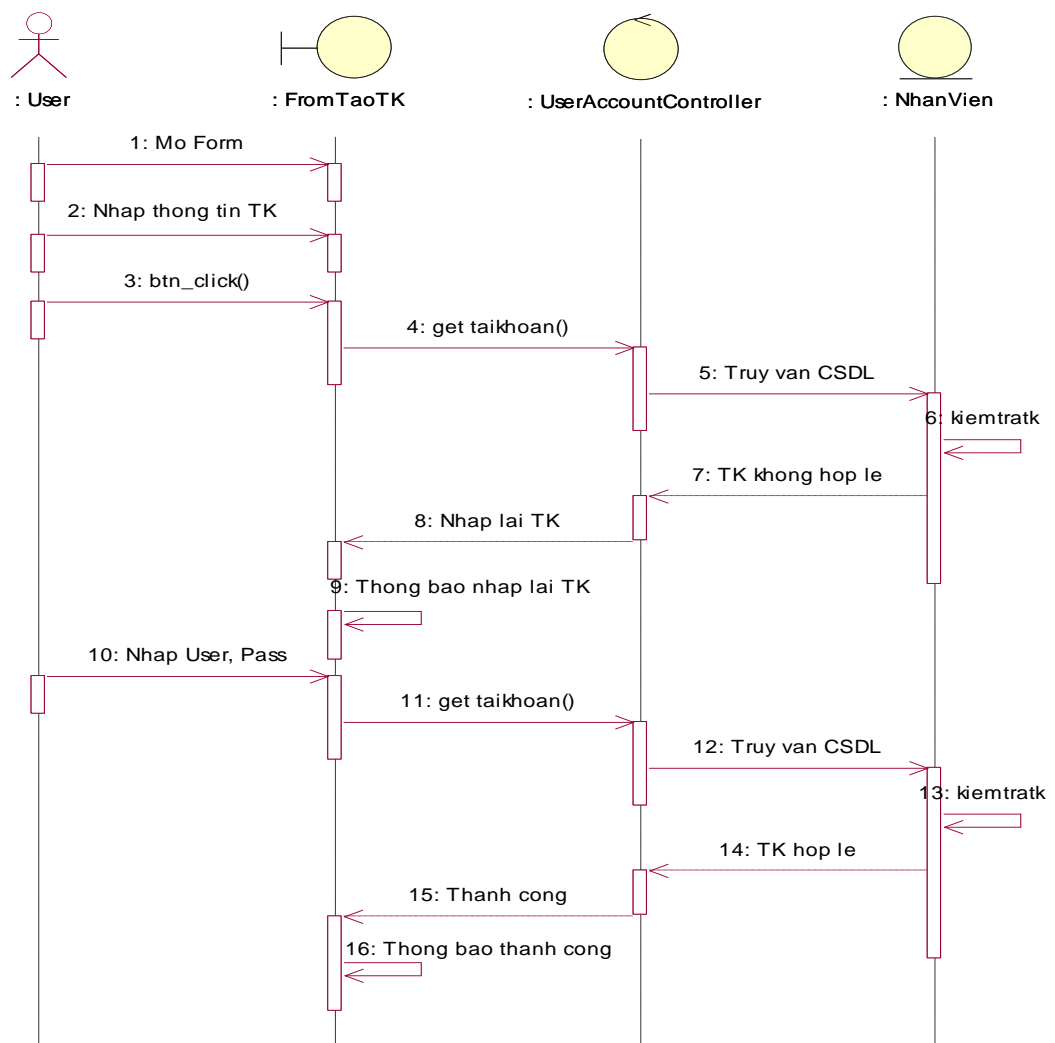 : User
: FromTaoTK
: UserAccountController
: NhanVien
1: Mo Form
2: Nhap thong tin TK
3: btn_click()
4: get taikhoan()
5: Truy van CSDL
6: kiemtratk
7: TK khong hop le
8: Nhap lai TK
9: Thong bao nhap lai TK
10: Nhap User, Pass
11: get taikhoan()
12: Truy van CSDL
13: kiemtratk
14: TK hop le
15: Thanh cong
16: Thong bao thanh cong